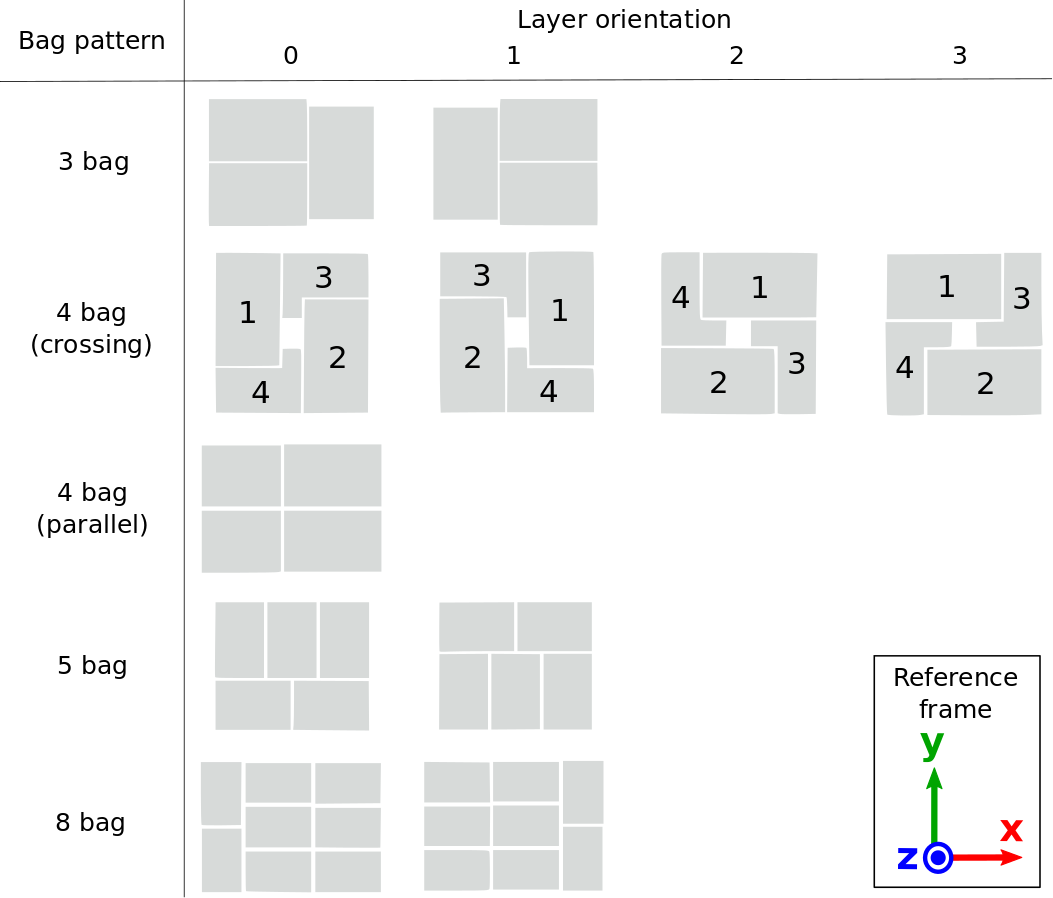 Bag pattern
Layer orientation
0 1 2 3
3 bag
4 bag
(crossing)
1 3 2 4
3 1 2 4
4 1 3 2
1 3 4 2
4 bag
(parallel)
5 bag
8 bag
Reference
frame
y
x
z